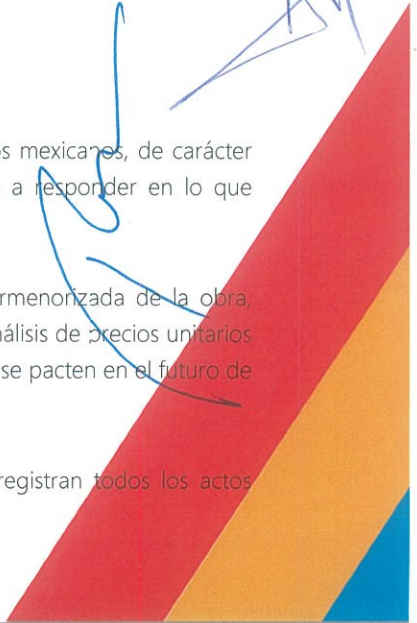 s mexicanos, de carácter
a responder en lo que
rmenorizada de la obra,
nálisis de precios unitarios
se pacten en el futuro de
registran todos los actos